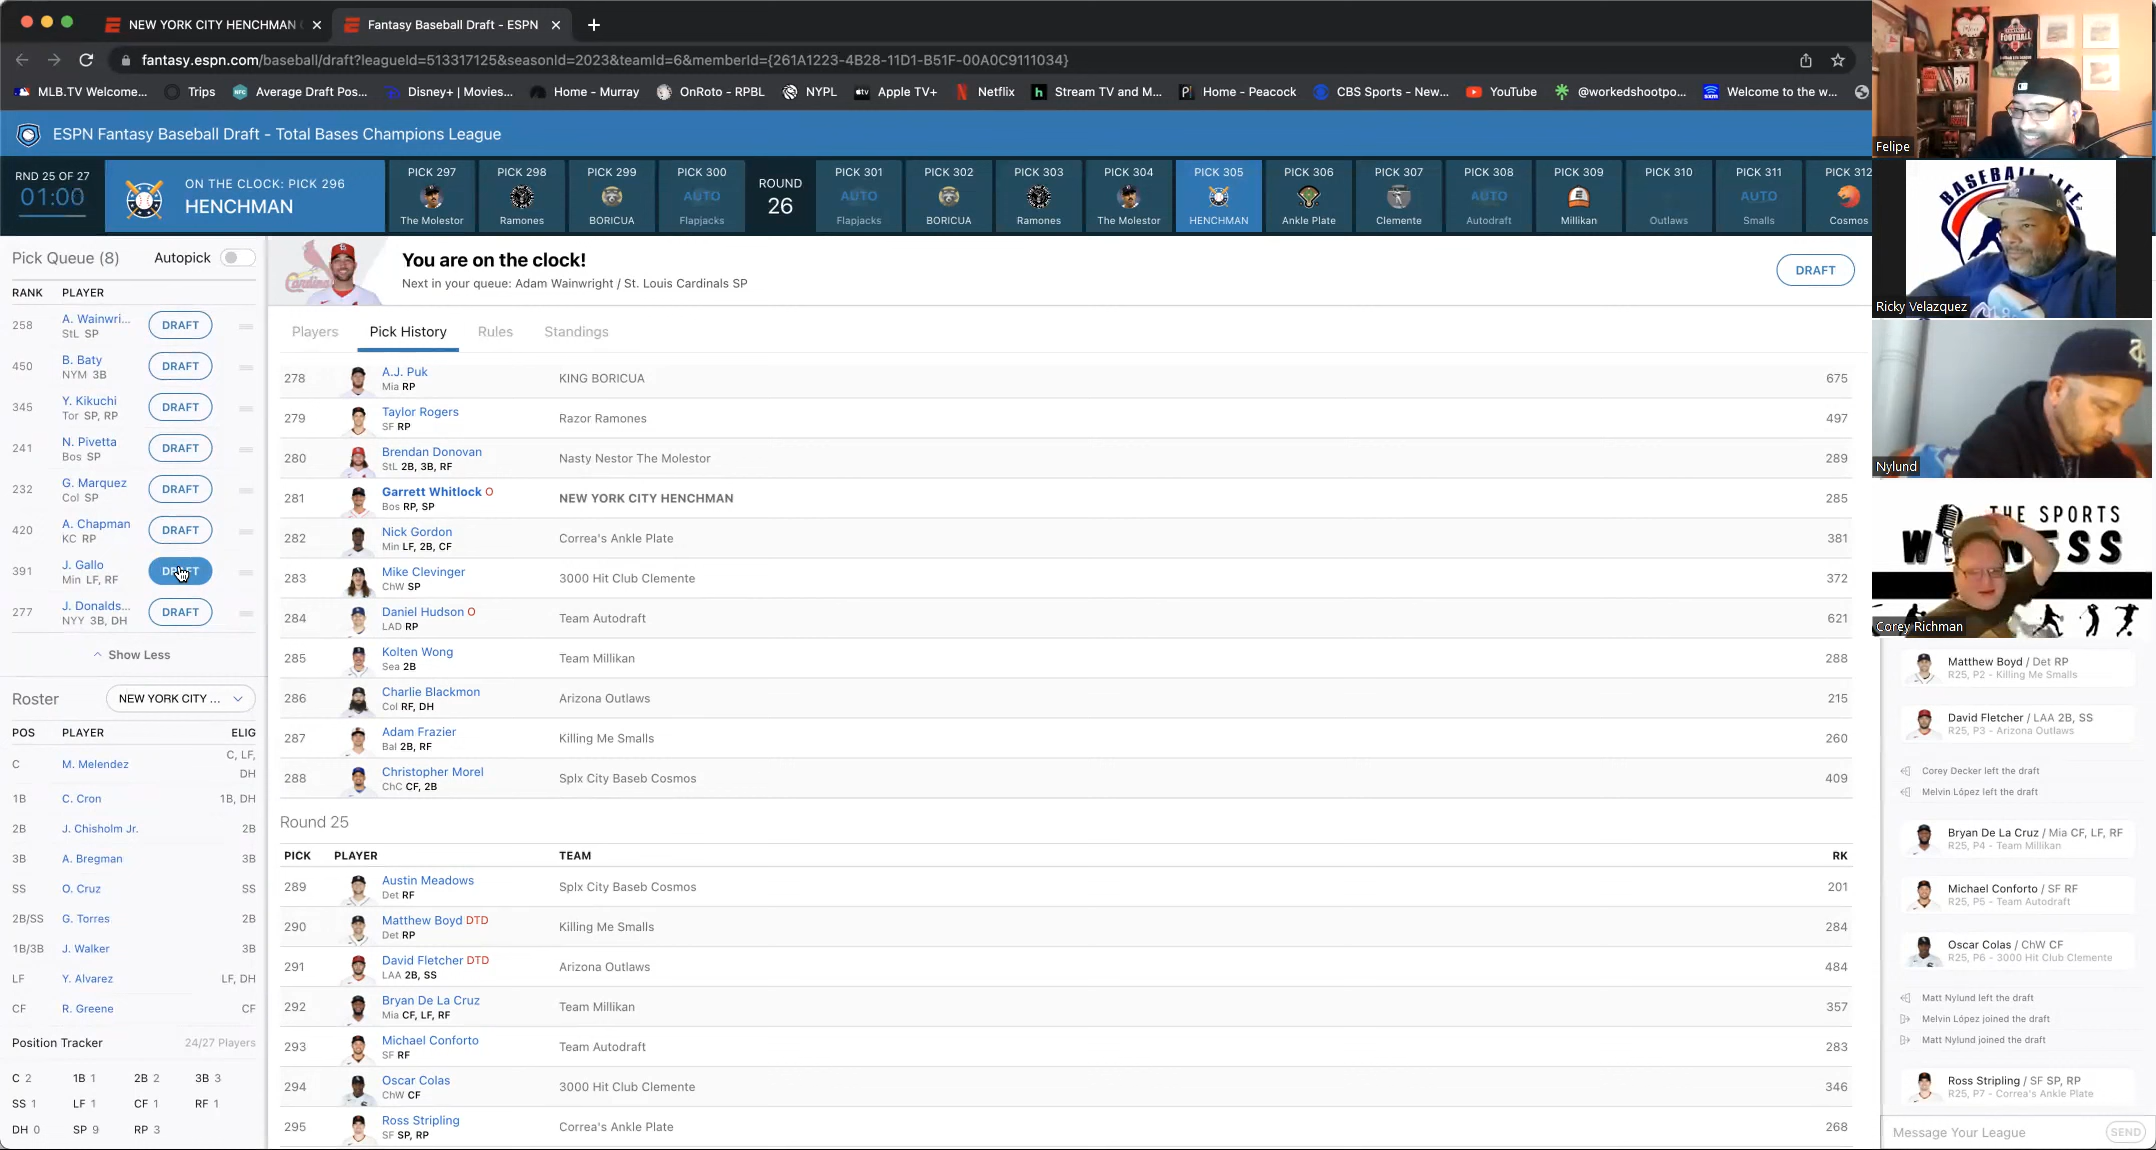 NEW YORK CITY HENCHMAN
Fantasy Baseball Draft - ESPN
fantasy.espn.com/baseball/draft?leagueId=513317125&seasonId=2023&teamId=6&memberId={261A1223-4B28-11D1-B51F-00A0C9111034}
MLB.TV Welcome... Trips Average Draft Pos... Disney+ | Movies... Home - Murray OnRoto - RPBL NYPL Apple TV+ Netflix Stream TV and M... Home - Peacock CBS Sports - New... YouTube @workedshootpo... Welcome to the w...
ESPN Fantasy Baseball Draft - Total Bases Champions League
RND 25 OF 27
01:00
ON THE CLOCK: PICK 296
HENCHMAN
PICK 297 The Molestor
PICK 298 Ramones
PICK 299 BORICUA
PICK 300 AUTO Flapjacks
ROUND 26
PICK 301 AUTO Flapjacks
PICK 302 BORICUA
PICK 303 Ramones
PICK 304 The Molestor
PICK 305 HENCHMAN
PICK 306 Ankle Plate
PICK 307 Clemente
PICK 308 AUTO Autodraft
PICK 309 Millikan
PICK 310 Outlaws
PICK 311 AUTO Smalls
PICK 312 Cosmos
Pick Queue (8) Autopick
RANK PLAYER
258 A. Wainwri... DRAFT
StL SP
450 B. Baty DRAFT
NYM 3B
345 Y. Kikuchi DRAFT
Tor SP, RP
241 N. Pivetta DRAFT
Bos SP
232 G. Marquez DRAFT
Col SP
420 A. Chapman DRAFT
KC RP
391 J. Gallo DRAFT
Min LF, RF
277 J. Donalds... DRAFT
NYY 3B, DH
Show Less
Roster NEW YORK CITY ...
POS PLAYER ELIG
C M. Melendez C, LF, DH
1B C. Cron 1B, DH
2B J. Chisholm Jr. 2B
3B A. Bregman 3B
SS O. Cruz SS
2B/SS G. Torres 2B
1B/3B J. Walker 3B
LF Y. Alvarez LF, DH
CF R. Greene CF
Position Tracker 24/27 Players
C 2 1B 1 2B 2 3B 3
SS 1 LF 1 CF 1 RF 1
DH 0 SP 9 RP 3
Cardinals
You are on the clock!
Next in your queue: Adam Wainwright / St. Louis Cardinals SP
DRAFT
Players Pick History Rules Standings
278 A.J. Puk KING BORICUA 675
Mia RP
279 Taylor Rogers Razor Ramones 497
SF RP
280 Brendan Donovan Nasty Nestor The Molestor 289
StL 2B, 3B, RF
281 Garrett Whitlock O NEW YORK CITY HENCHMAN 285
Bos RP, SP
282 Nick Gordon Correa's Ankle Plate 381
Min LF, 2B, CF
283 Mike Clevinger 3000 Hit Club Clemente 372
ChW SP
284 Daniel Hudson O Team Autodraft 621
LAD RP
285 Kolten Wong Team Millikan 288
Sea 2B
286 Charlie Blackmon Arizona Outlaws 215
Col RF, DH
287 Adam Frazier Killing Me Smalls 260
Bal 2B, RF
288 Christopher Morel Splx City Baseb Cosmos 409
ChC CF, 2B
Round 25
PICK PLAYER TEAM RK
289 Austin Meadows Splx City Baseb Cosmos 201
Det RF
290 Matthew Boyd DTD Killing Me Smalls 284
Det RP
291 David Fletcher DTD Arizona Outlaws 484
LAA 2B, SS
292 Bryan De La Cruz Team Millikan 357
Mia CF, LF, RF
293 Michael Conforto Team Autodraft 283
SF RF
294 Oscar Colas 3000 Hit Club Clemente 346
ChW CF
295 Ross Stripling Correa's Ankle Plate 268
SF SP, RP
FOOTBALL
Felipe
BASEBALL LIFE
Ricky Velazquez
Nylund
THE SPORTS
Corey Richman
Matthew Boyd / Det RP
R25, P2 - Killing Me Smalls
David Fletcher / LAA 2B, SS
R25, P3 - Arizona Outlaws
Corey Decker left the draft
Melvin López left the draft
Bryan De La Cruz / Mia CF, LF, RF
R25, P4 - Team Millikan
Michael Conforto / SF RF
R25, P5 - Team Autodraft
Oscar Colas / ChW CF
R25, P6 - 3000 Hit Club Clemente
Matt Nylund left the draft
Melvin López joined the draft
Matt Nylund joined the draft
Ross Stripling / SF SP, RP
R25, P7 - Correa's Ankle Plate
Message Your League SEND